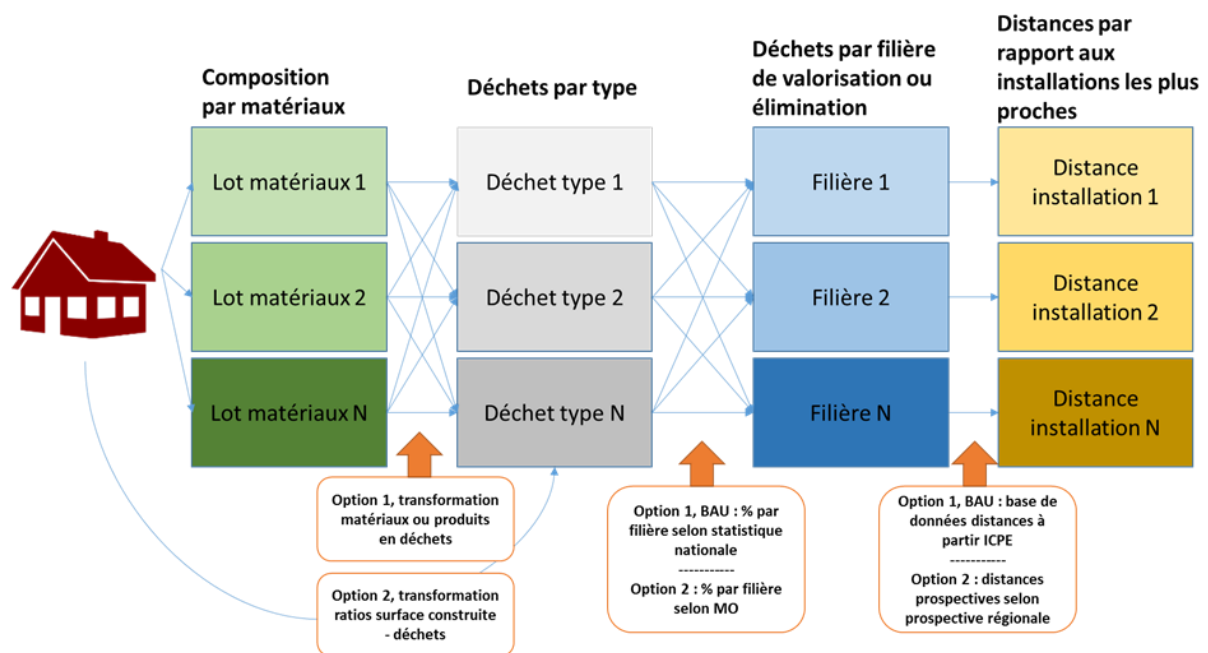 Composition
par matériaux
Déchets par type
Déchets par filière
de valorisation ou
élimination
Distances par
rapport aux
installations les plus
proches
Lot matériaux 1
Déchet type 1
Filière 1
Distance
installation 1
Lot matériaux 2
Déchet type 2
Filière 2
Distance
installation 2
Lot matériaux N
Déchet type N
Filière N
Distance
installation N
Option 1, transformation
matériaux ou produits
en déchets
Option 2, transformation
ratios surface construite
- déchets
Option 1, BAU : % par
filière selon statistique
nationale
-----------
Option 2 : % par filière
selon MO
Option 1, BAU : base de
données distances à
partir ICPE
-----------
Option 2 : distances
prospectives selon
prospective régionale